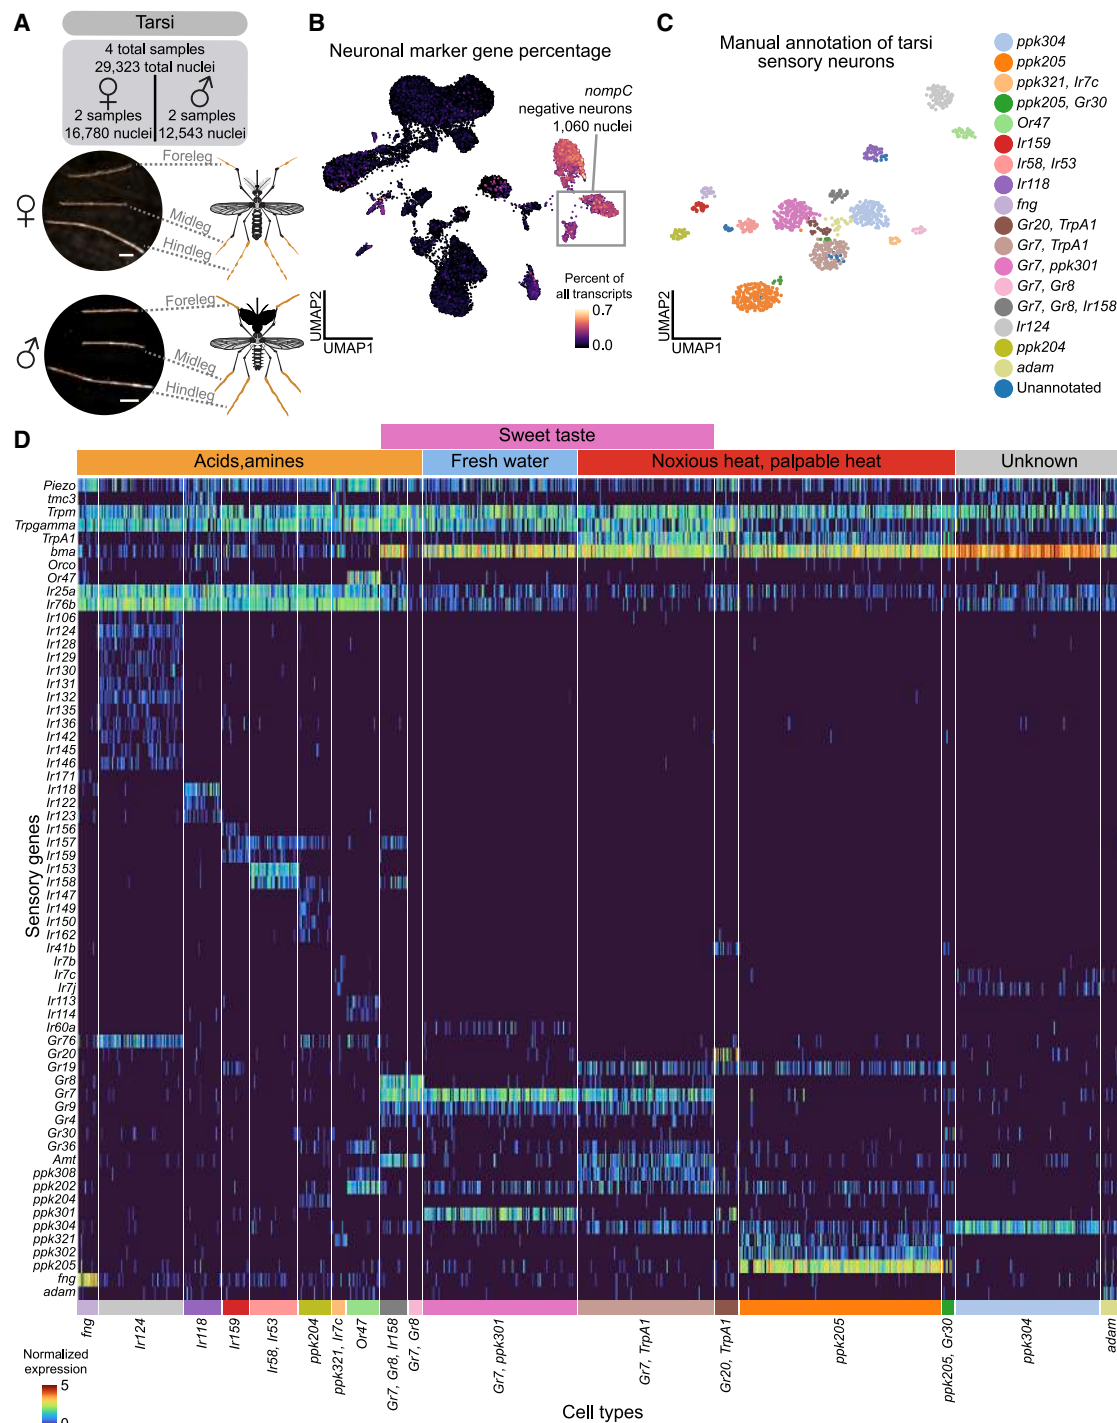 A
Tarsi
4 total samples
29,323 total nuclei
♀
♂
2 samples
2 samples
16,780 nuclei
12,543 nuclei
Foreleg
Midleg
Hindleg
♀
Foreleg
Midleg
Hindleg
♂
B
Neuronal marker gene percentage
nompC
negative neurons
1,060 nuclei
Percent of
all transcripts
0.7
0.0
UMAP2
UMAP1
C
Manual annotation of tarsi
sensory neurons
UMAP2
UMAP1
ppk304
ppk205
ppk321, Ir7c
ppk205, Gr30
Or47
Ir159
Ir58, Ir53
Ir118
fng
Gr20, TrpA1
Gr7, TrpA1
Gr7, ppk301
Gr7, Gr8
Gr7, Gr8, Ir158
Ir124
ppk204
adam
Unannotated
D
Sweet taste
Acids,amines
Fresh water
Noxious heat, palpable heat
Unknown
Sensory genes
Piezo
tmc3
Trpm
Trpgamma
TrpA1
bma
Orco
Or47
Ir25a
Ir76b
Ir106
Ir124
Ir128
Ir129
Ir130
Ir131
Ir132
Ir135
Ir136
Ir142
Ir145
Ir146
Ir171
Ir118
Ir122
Ir123
Ir156
Ir157
Ir159
Ir153
Ir158
Ir147
Ir149
Ir150
Ir162
Ir41b
Ir7b
Ir7c
Ir7j
Ir113
Ir114
Ir60a
Gr76
Gr20
Gr19
Gr8
Gr7
Gr9
Gr4
Gr30
Gr36
Amt
ppk308
ppk202
ppk204
ppk301
ppk304
ppk321
ppk302
ppk205
fng
adam
fng
Ir124
Ir118
Ir159
Ir58, Ir53
ppk204
ppk321, Ir7c
Or47
Gr7, Gr8, Ir158
Gr7, Gr8
Gr7, ppk301
Gr7, TrpA1
Gr20, TrpA1
ppk205
ppk205, Gr30
ppk304
adam
Normalized
expression
5
0
Cell types